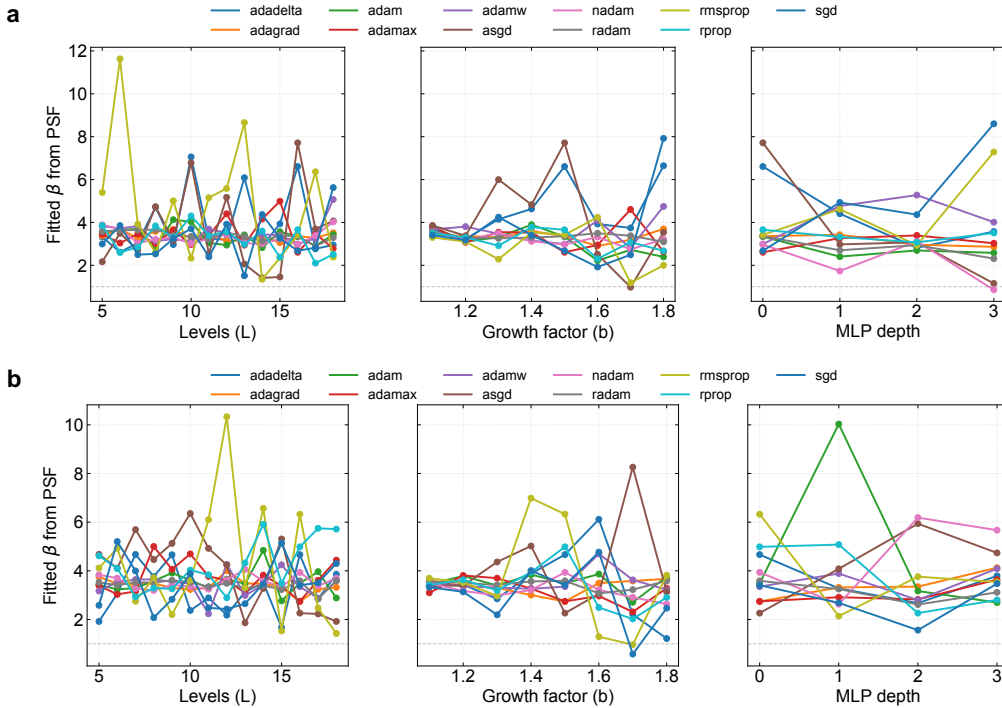 a
adadelta adam adamw nadam rmsprop sgd
adagrad adamax asgd radam rprop
12
10
8
6
4
2
Fitted β from PSF
5 10 15
Levels (L)
1.2 1.4 1.6 1.8
Growth factor (b)
0 1 2 3
MLP depth
b
adadelta adam adamw nadam rmsprop sgd
adagrad adamax asgd radam rprop
10
8
6
4
2
Fitted β from PSF
5 10 15
Levels (L)
1.2 1.4 1.6 1.8
Growth factor (b)
0 1 2 3
MLP depth